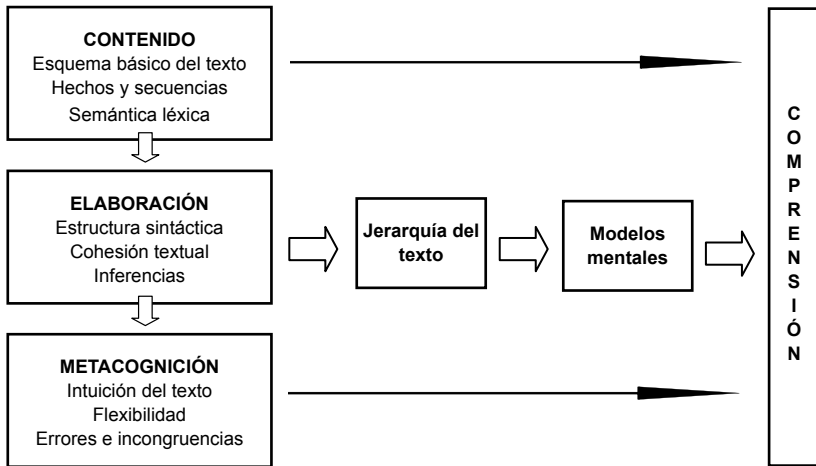 CONTENIDO
Esquema básico del texto
Hechos y secuencias
Semántica léxica
ELABORACIÓN
Estructura sintáctica
Cohesión textual
Inferencias
Jerarquía del
texto
Modelos
mentales
METACOGNICIÓN
Intuición del texto
Flexibilidad
Errores e incongruencias
C
O
M
P
R
E
N
S
I
Ó
N